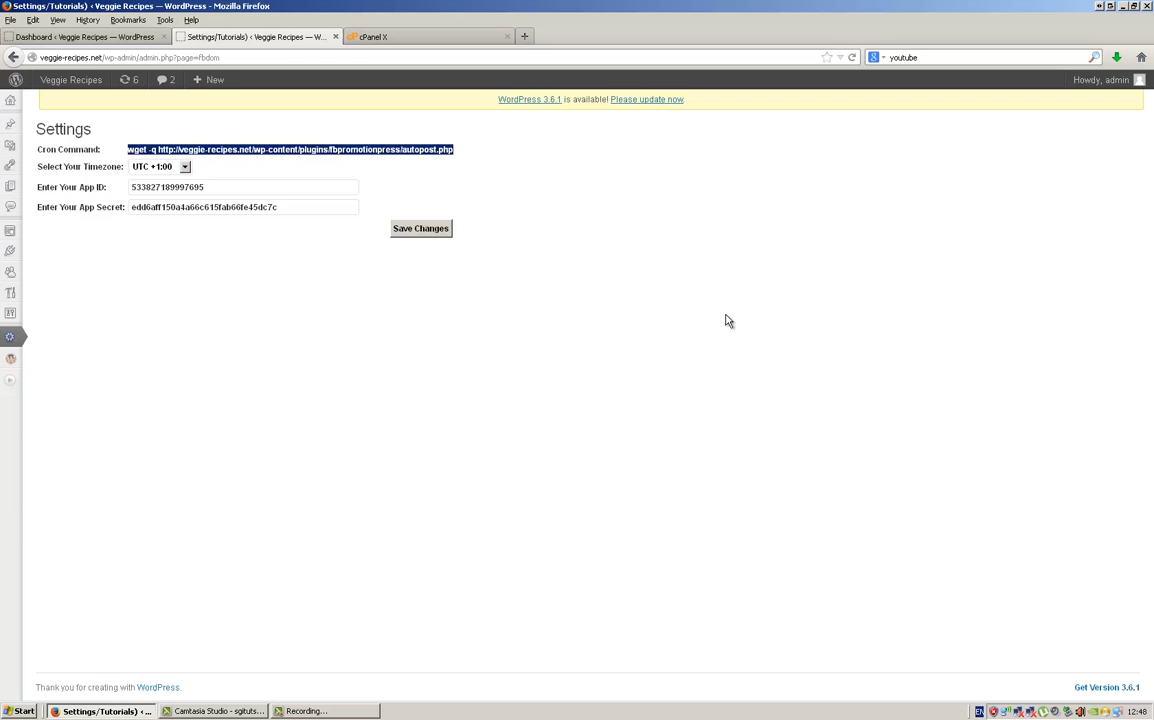 Settings/Tutorials) ‹ Veggie Recipes — WordPress - Mozilla Firefox
File Edit View History Bookmarks Tools Help
Dashboard ‹ Veggie Recipes — WordPress
Settings/Tutorials) ‹ Veggie Recipes — W...
cPanel X
veggie-recipes.net/wp-admin/admin.php?page=fbdom
youtube
Veggie Recipes 6 2 + New
Howdy, admin
WordPress 3.6.1 is available! Please update now.
Settings
Cron Command: wget -q http://veggie-recipes.net/wp-content/plugins/fbpromotionpress/autopost.php
Select Your Timezone: UTC +1:00
Enter Your App ID: 533827189997695
Enter Your App Secret: edd6aff150a4a66c615fab66fe45dc7c
Save Changes
Thank you for creating with WordPress.
Get Version 3.6.1
Start
Settings/Tutorials) ‹ ...
Camtasia Studio - sgituts...
Recording...
EN
12:48